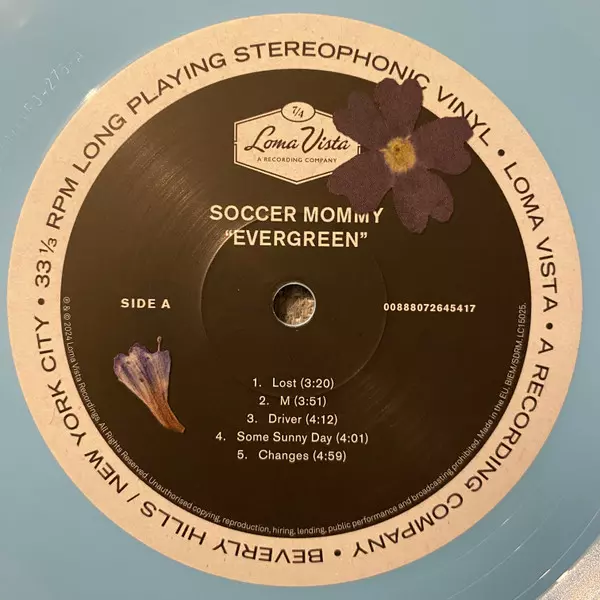 33 1/3 RPM LONG PLAYING STEREOPHONIC VINYL • LOMA VISTA • A RECORDING COMPANY • BEVERLY HILLS / NEW YORK CITY •
7/4
Loma Vista
A RECORDING COMPANY
SOCCER MOMMY
"EVERGREEN"
SIDE A
00888072645417
1. Lost (3:20)
2. M (3:51)
3. Driver (4:12)
4. Some Sunny Day (4:01)
5. Changes (4:59)
℗ & © 2024 Loma Vista Recordings. All Rights Reserved. Unauthorised copying, reproduction, hiring, lending, public performance and broadcasting prohibited. Made in the EU. BIEM/SDRM. LC15025.